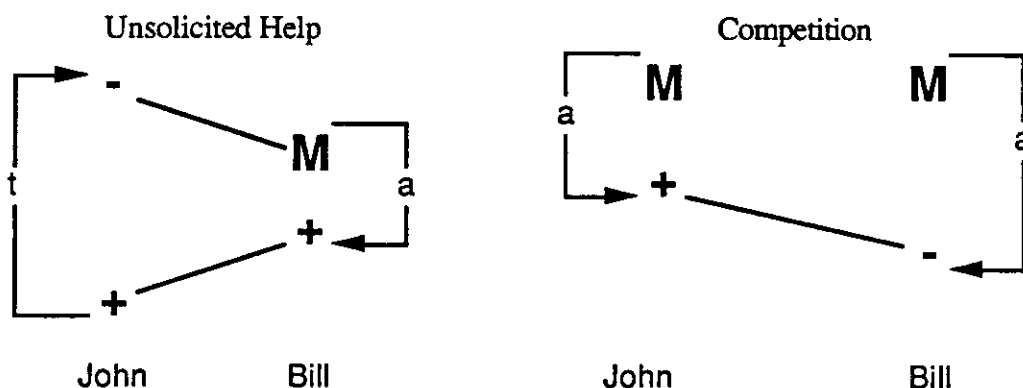 Unsolicited Help
-
M
t
a
+
+
John Bill
Competition
M M
a
a
+
-
John Bill